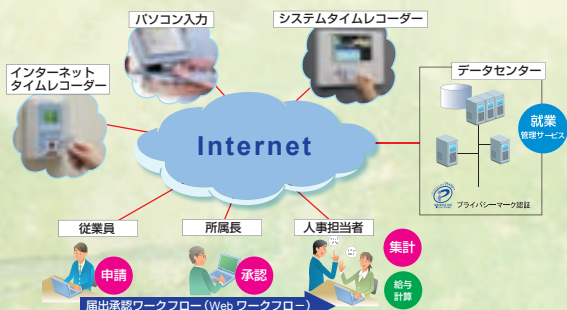 パソコン入力
システムタイムレコーダー
インターネット
タイムレコーダー
データセンター
Internet
就業
管理サービス
プライバシーマーク認証
従業員
所属長
人事担当者
申請
承認
集計
給与
計算
届出承認ワークフロー(Web ワークフロー)